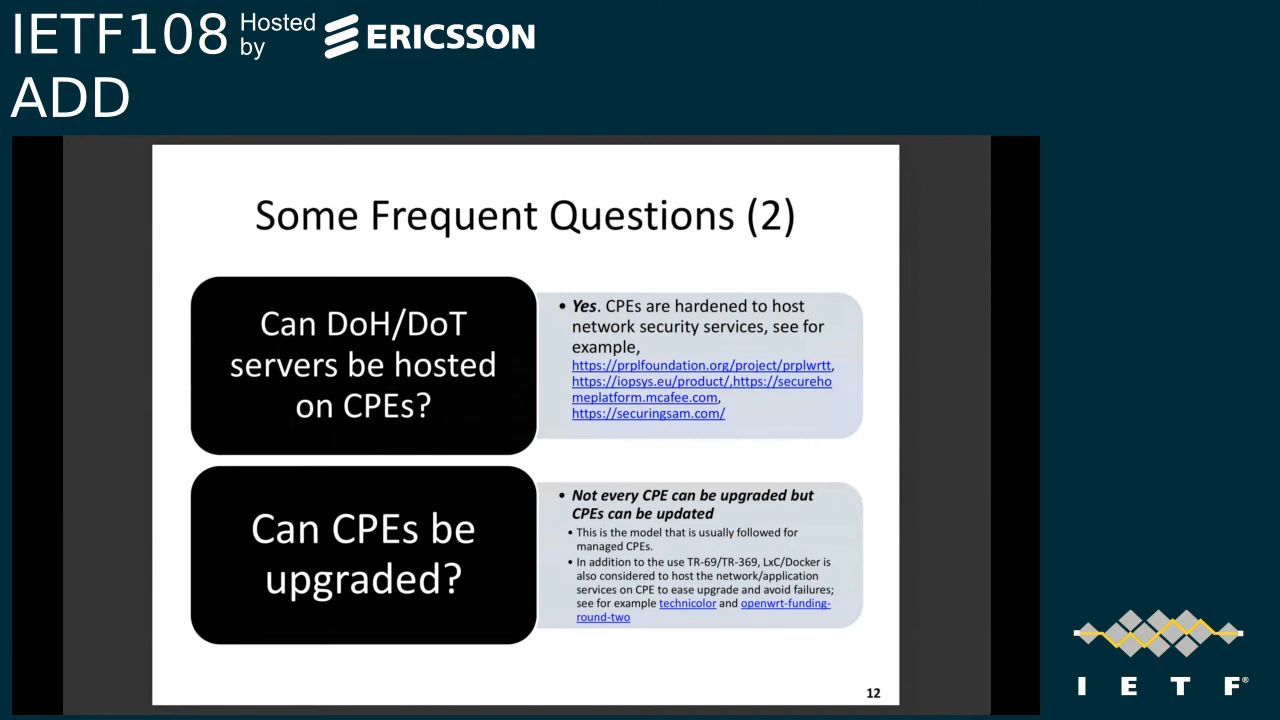 IETF108 Hosted by ERICSSON
ADD
Some Frequent Questions (2)
Can DoH/DoT
servers be hosted
on CPEs?
• Yes. CPEs are hardened to host
network security services, see for
example,
https://prplfoundation.org/project/prplwrtt,
https://iopsys.eu/product/,https://secureho
meplatform.mcafee.com,
https://securingsam.com/
Can CPEs be
upgraded?
• Not every CPE can be upgraded but
CPEs can be updated
• This is the model that is usually followed for
managed CPEs.
• In addition to the use TR-69/TR-369, LxC/Docker is
also considered to host the network/application
services on CPE to ease upgrade and avoid failures;
see for example technicolor and openwrt-funding-
round-two
12
I E T F®